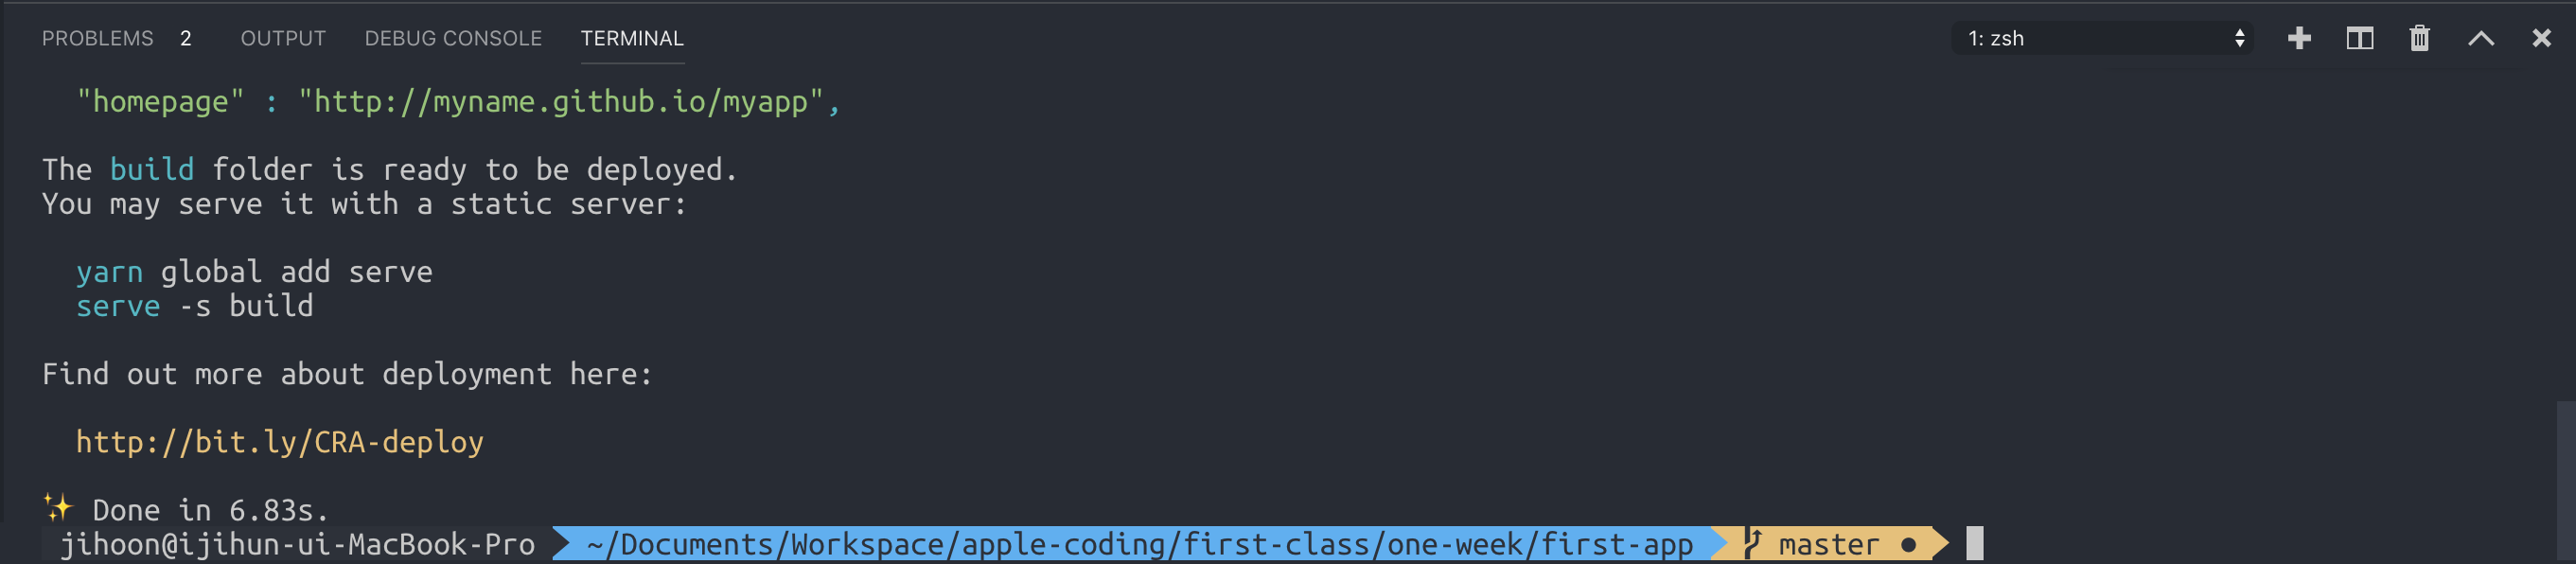 PROBLEMS 2 OUTPUT DEBUG CONSOLE TERMINAL 1: zsh
"homepage" : "http://myname.github.io/myapp",
The build folder is ready to be deployed.
You may serve it with a static server:
yarn global add serve
serve -s build
Find out more about deployment here:
http://bit.ly/CRA-deploy
✨ Done in 6.83s.
jihoon@ijihun-ui-MacBook-Pro ~/Documents/Workspace/apple-coding/first-class/one-week/first-app master ●